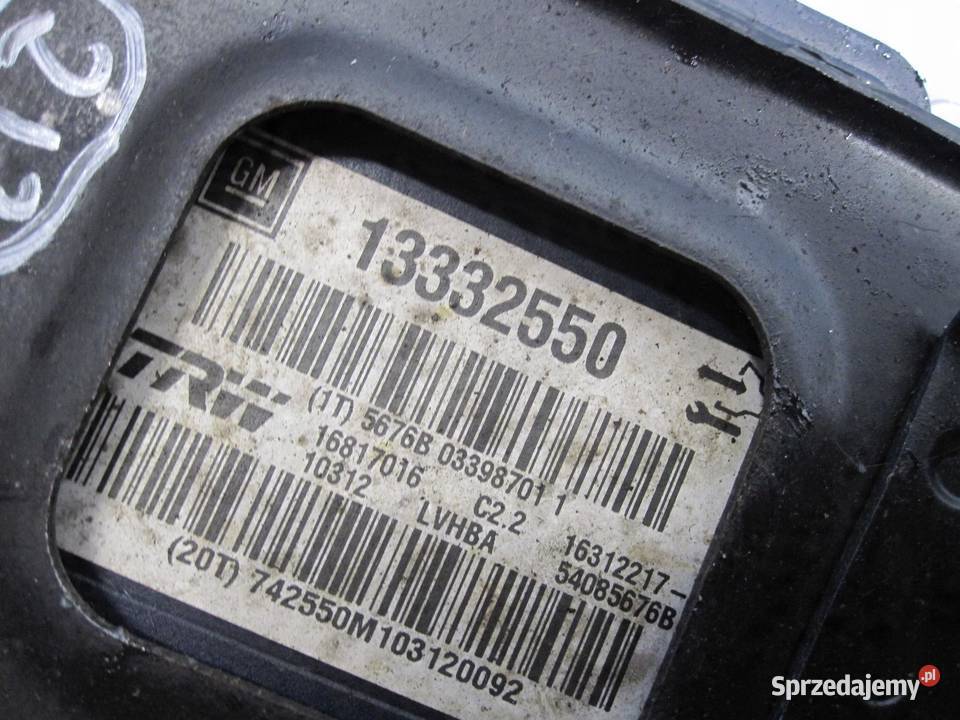 GM
13332550
TRW
(1T) 5676B 03398701 1
16817016 C2.2 16312217-
10312 LVHBA 54085676B
(20T) 742550M103120092
Sprzedajemy.pl